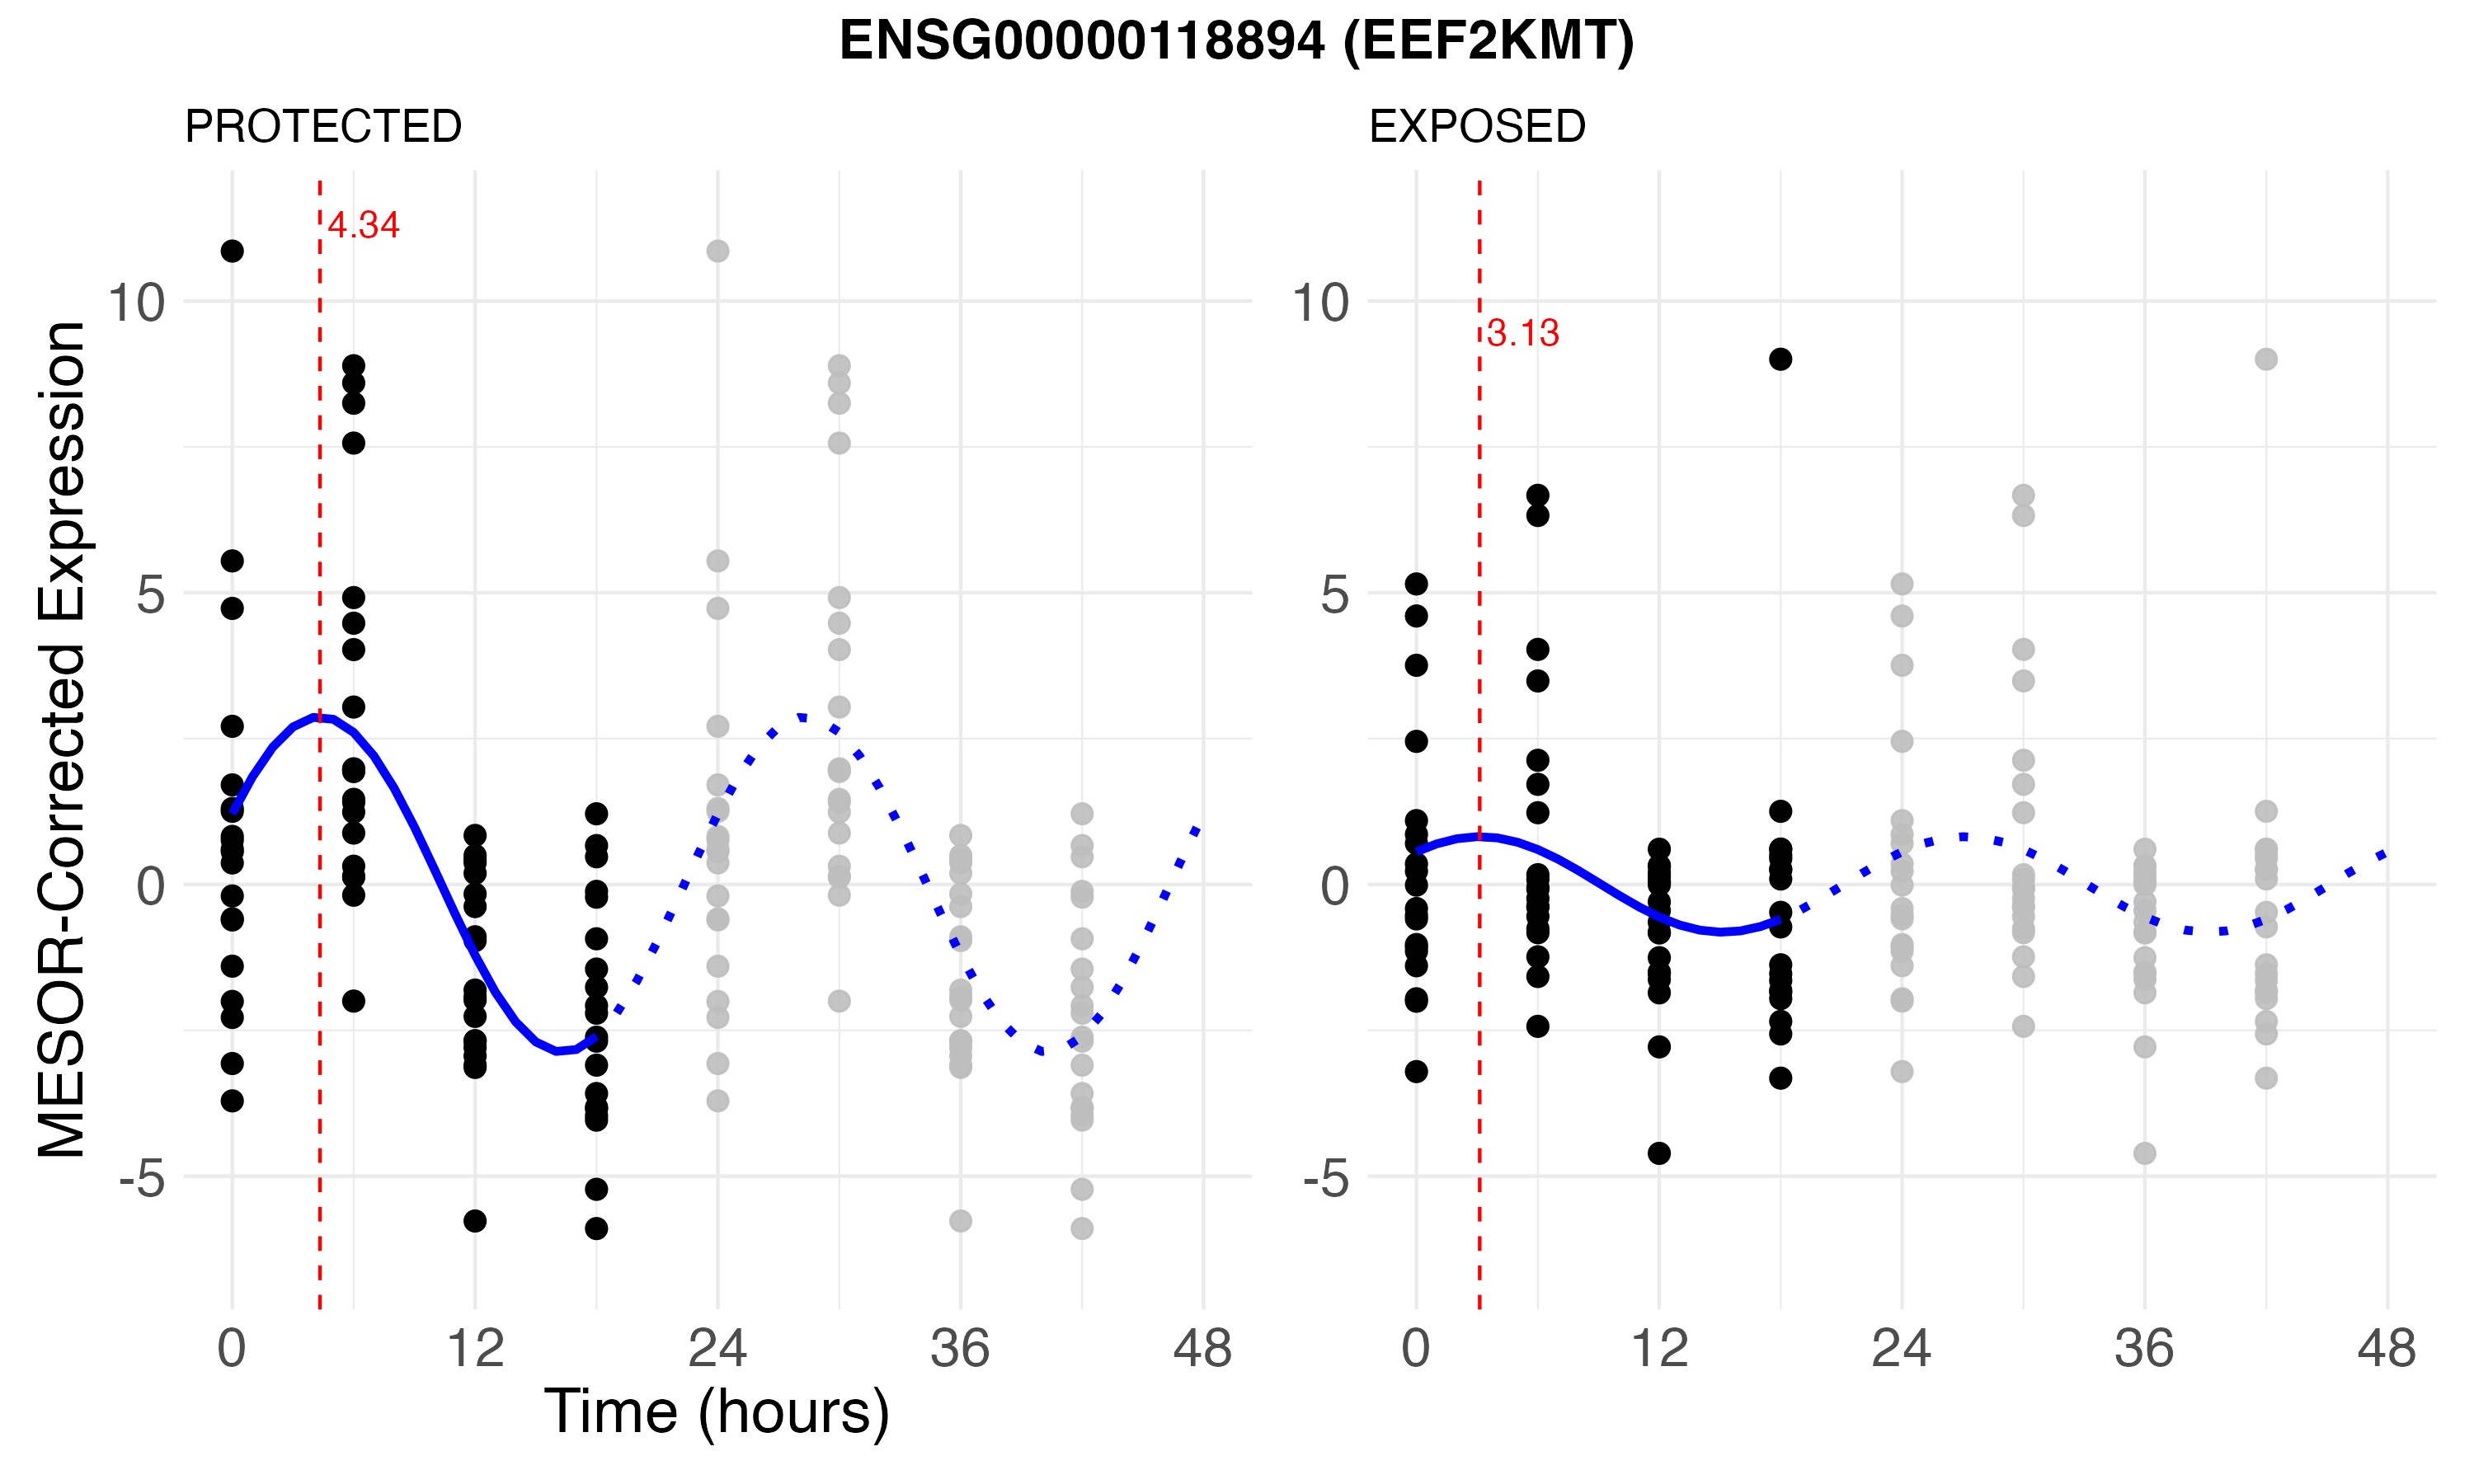 ENSG00000118894 (EEF2KMT)
PROTECTED
EXPOSED
MESOR-Corrected Expression
10
5
0
-5
4.34
0 12 24 36 48
Time (hours)
10
5
0
-5
3.13
0 12 24 36 48